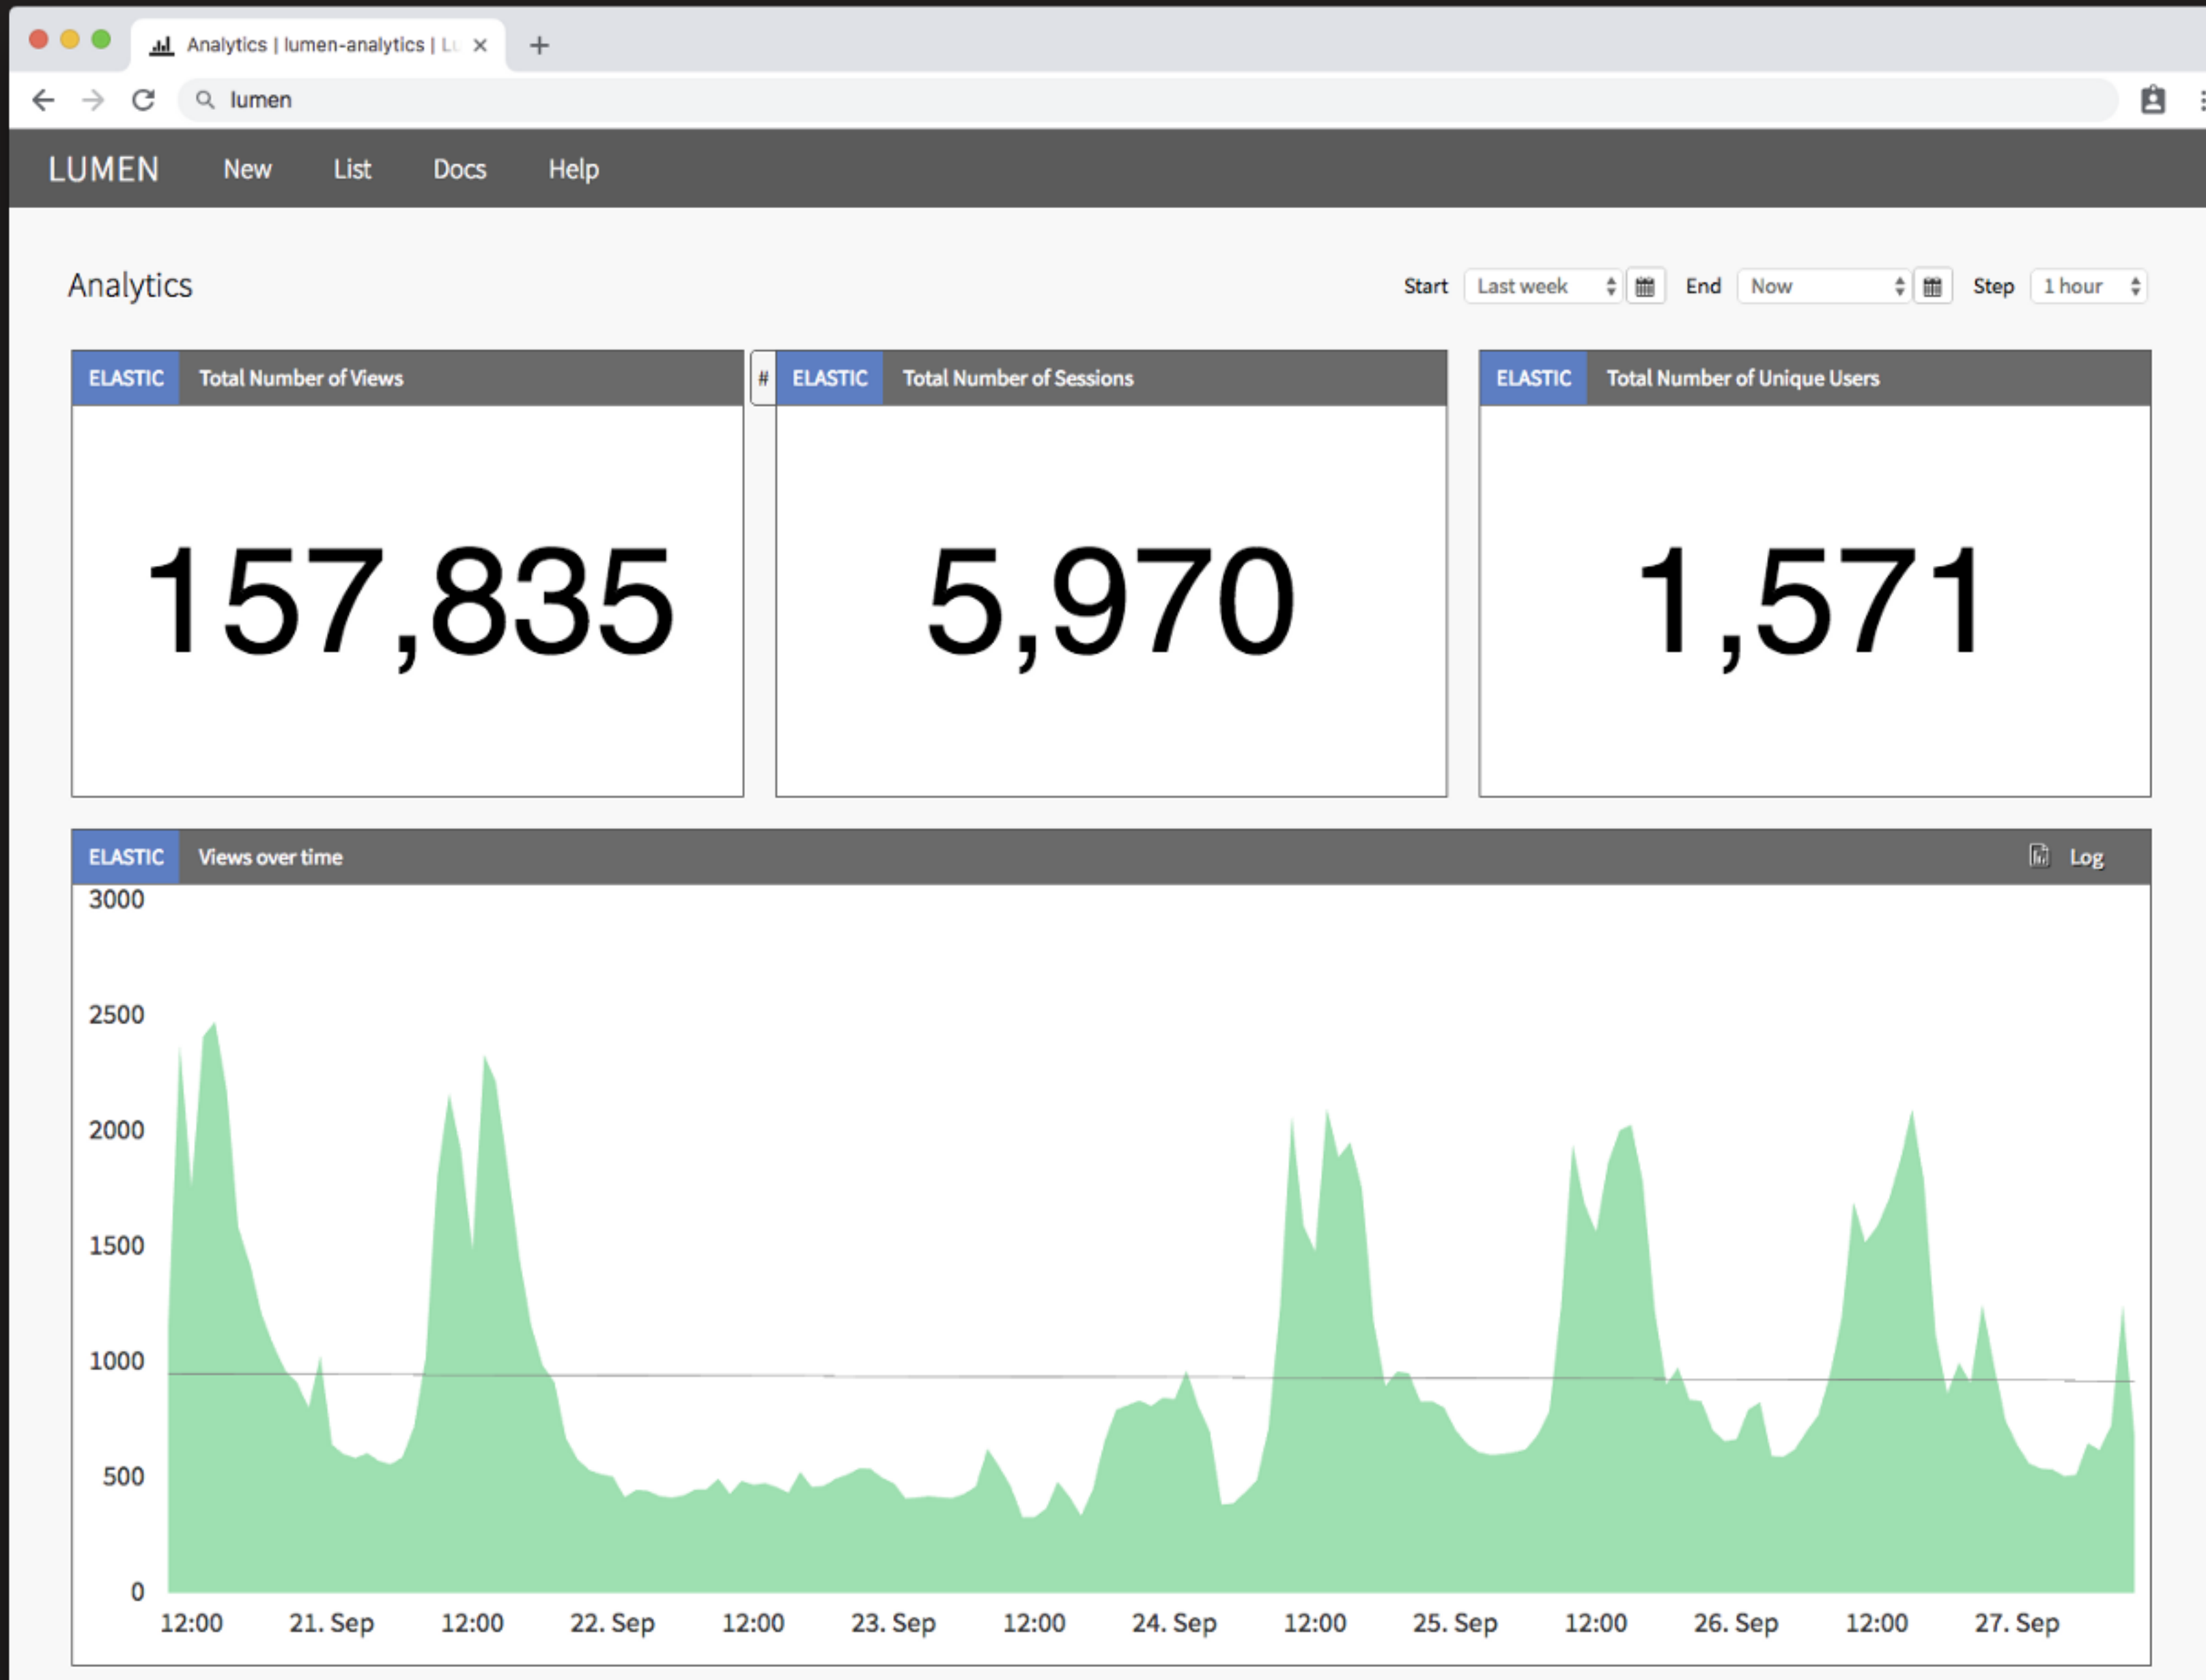 Analytics | lumen-analytics | Lu
lumen
LUMEN New List Docs Help
Analytics Start Last week End Now Step 1 hour
ELASTIC Total Number of Views # ELASTIC Total Number of Sessions ELASTIC Total Number of Unique Users
157,835 5,970 1,571
ELASTIC Views over time Log
3000
2500
2000
1500
1000
500
0
12:00 21. Sep 12:00 22. Sep 12:00 23. Sep 12:00 24. Sep 12:00 25. Sep 12:00 26. Sep 12:00 27. Sep